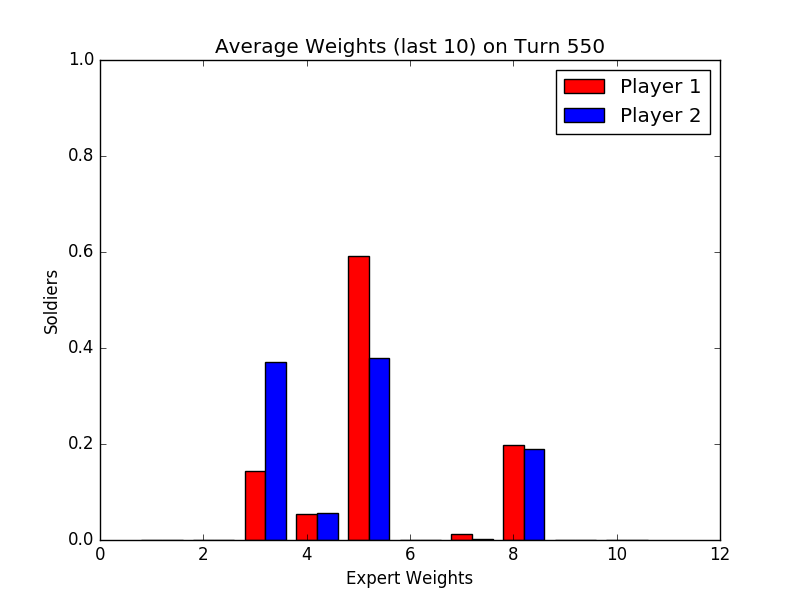 Average Weights (last 10) on Turn 550
1.0
0.8
0.6
0.4
0.2
0.0
Soldiers
Player 1
Player 2
0 2 4 6 8 10 12
Expert Weights